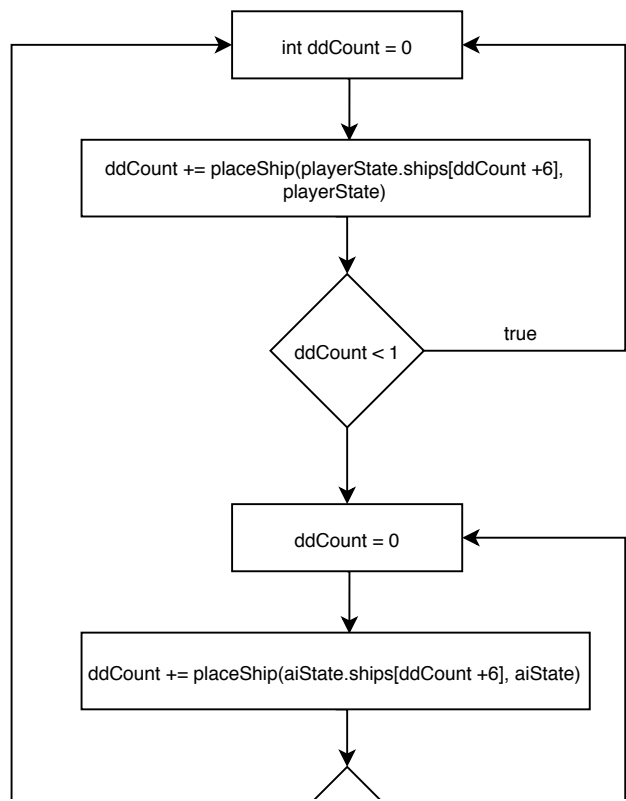 int ddCount = 0
ddCount += placeShip(playerState.ships[ddCount +6],
playerState)
ddCount < 1
true
ddCount = 0
ddCount += placeShip(aiState.ships[ddCount +6], aiState)